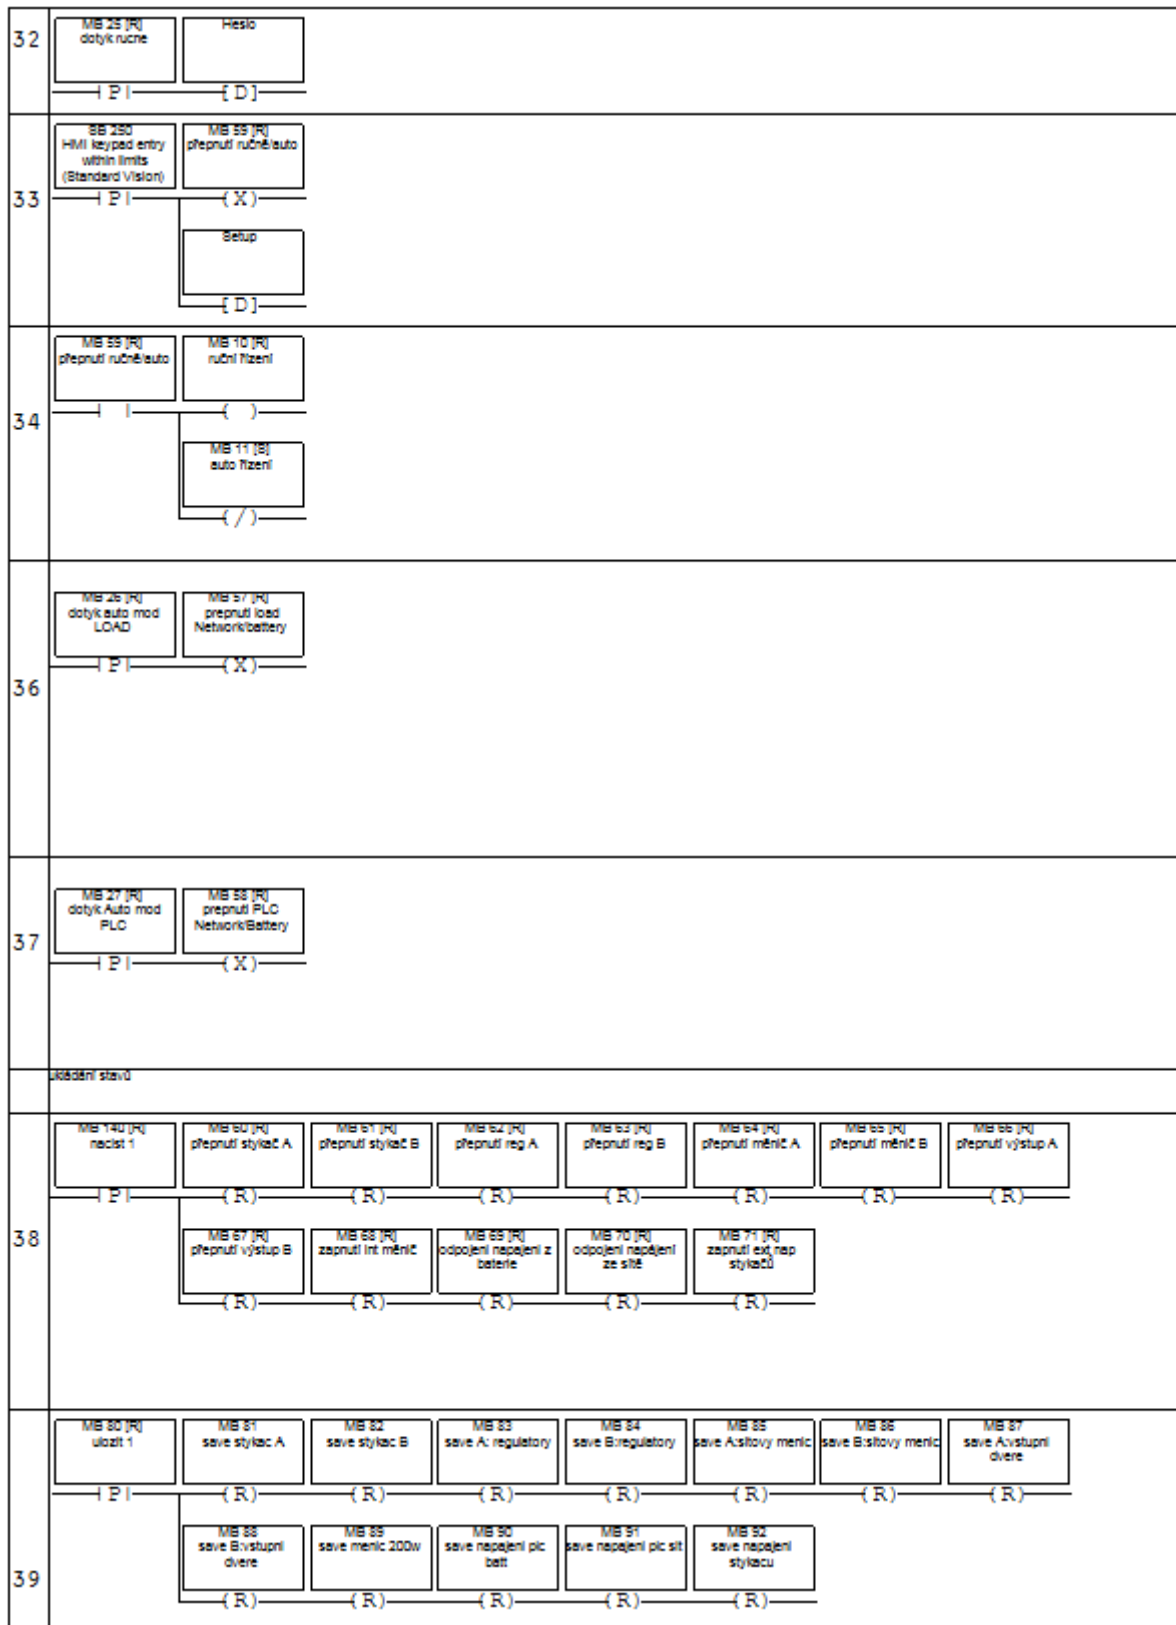 32
MB 25 [R]
dotyk rucne
Heslo
┤P├
[D]
33
SB 250
HMI keypad entry
within limits
(Standard Vision)
MB 59 [R]
přepnutí ručně/auto
┤P├
(X)
Setup
[D]
34
MB 59 [R]
přepnutí ručně/auto
MB 10 [R]
ruční řízení
┤ ├
( )
MB 11 [S]
auto řízení
(/)
36
MB 26 [R]
dotyk auto mod
LOAD
MB 57 [R]
prepnutí load
Network/battery
┤P├
(X)
37
MB 27 [R]
dotyk Auto mod
PLC
MB 58 [R]
prepnutí PLC
Network/Battery
┤P├
(X)
ukládání stavů
38
MB 140 [R]
nacist 1
MB 60 [R]
přepnutí stykač A
MB 61 [R]
přepnutí stykač B
MB 62 [R]
přepnutí reg A
MB 63 [R]
přepnutí reg B
MB 64 [R]
přepnutí měnič A
MB 65 [R]
přepnutí měnič B
MB 66 [R]
přepnutí výstup A
┤P├
(R) (R) (R) (R) (R) (R) (R)
MB 67 [R]
přepnutí výstup B
MB 68 [R]
zapnutí int měnič
MB 69 [R]
odpojeni napajeni z
baterie
MB 70 [R]
odpojení napájení
ze sítě
MB 71 [R]
zapnutí ext nap
stykačů
(R) (R) (R) (R) (R)
39
MB 80 [R]
ulozit 1
MB 81
save stykac A
MB 82
save stykac B
MB 83
save A: regulatory
MB 84
save B:regulatory
MB 85
save A:sitovy menic
MB 86
save B:sitovy menic
MB 87
save A:vstupni
dvere
┤P├
(R) (R) (R) (R) (R) (R) (R)
MB 88
save B:vstupni
dvere
MB 89
save menic 200w
MB 90
save napajeni plc
batt
MB 91
save napajeni plc sit
MB 92
save napajeni
stykacu
(R) (R) (R) (R) (R)